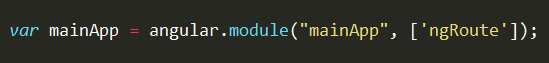 var mainApp = angular.module("mainApp", ['ngRoute']);